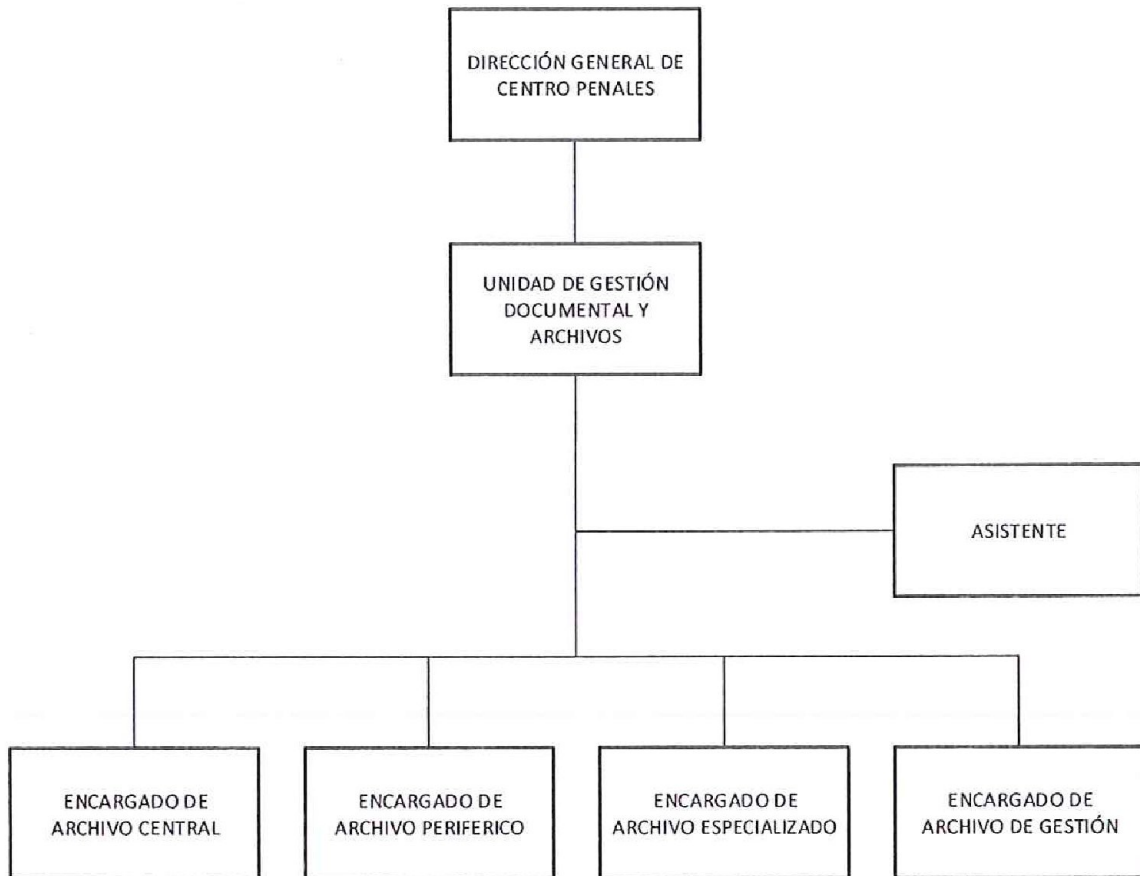 DIRECCIÓN GENERAL DE
CENTRO PENALES
UNIDAD DE GESTIÓN
DOCUMENTAL Y
ARCHIVOS
ASISTENTE
ENCARGADO DE
ARCHIVO CENTRAL
ENCARGADO DE
ARCHIVO PERIFERICO
ENCARGADO DE
ARCHIVO ESPECIALIZADO
ENCARGADO DE
ARCHIVO DE GESTIÓN